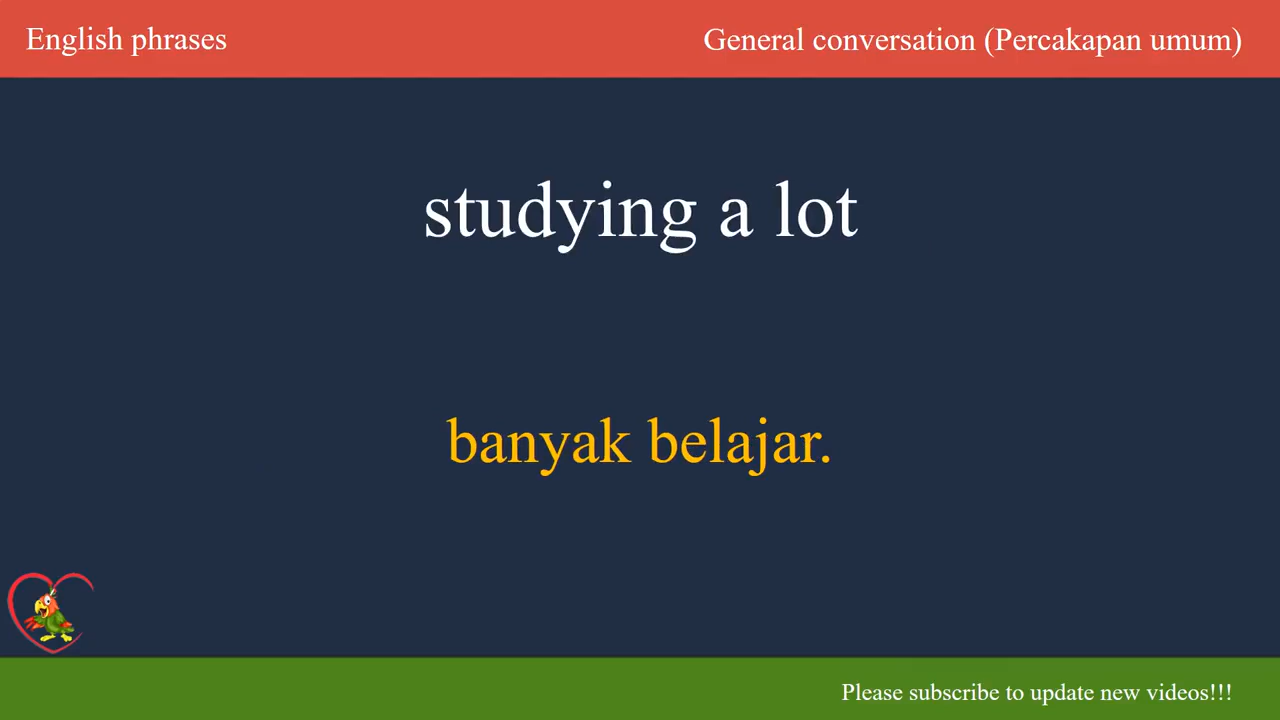 English phrases
General conversation (Percakapan umum)
studying a lot
banyak belajar.
Please subscribe to update new videos!!!